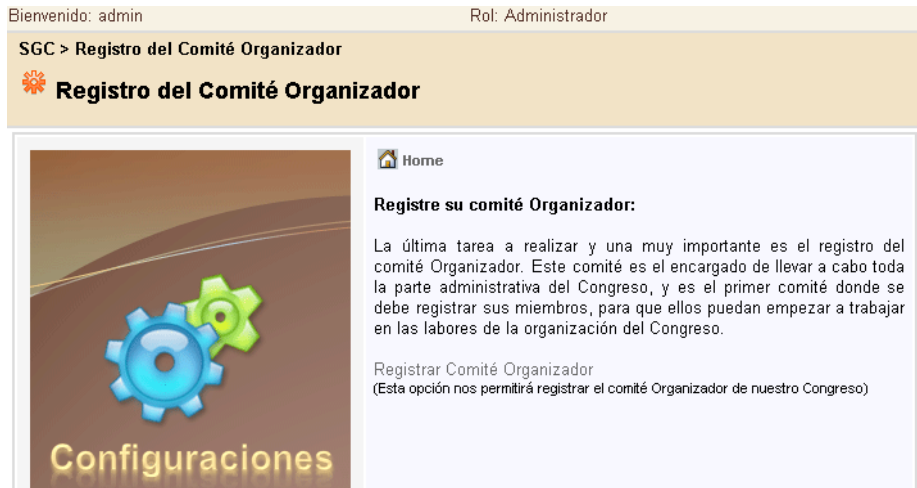 Bienvenido: admin
Rol: Administrador
SGC > Registro del Comité Organizador
Registro del Comité Organizador
Home
Registre su comité Organizador:
La última tarea a realizar y una muy importante es el registro del
comité Organizador. Este comité es el encargado de llevar a cabo toda
la parte administrativa del Congreso, y es el primer comité donde se
debe registrar sus miembros, para que ellos puedan empezar a trabajar
en las labores de la organización del Congreso.
Registrar Comité Organizador
(Esta opción nos permitirá registrar el comité Organizador de nuestro Congreso)
Configuraciones